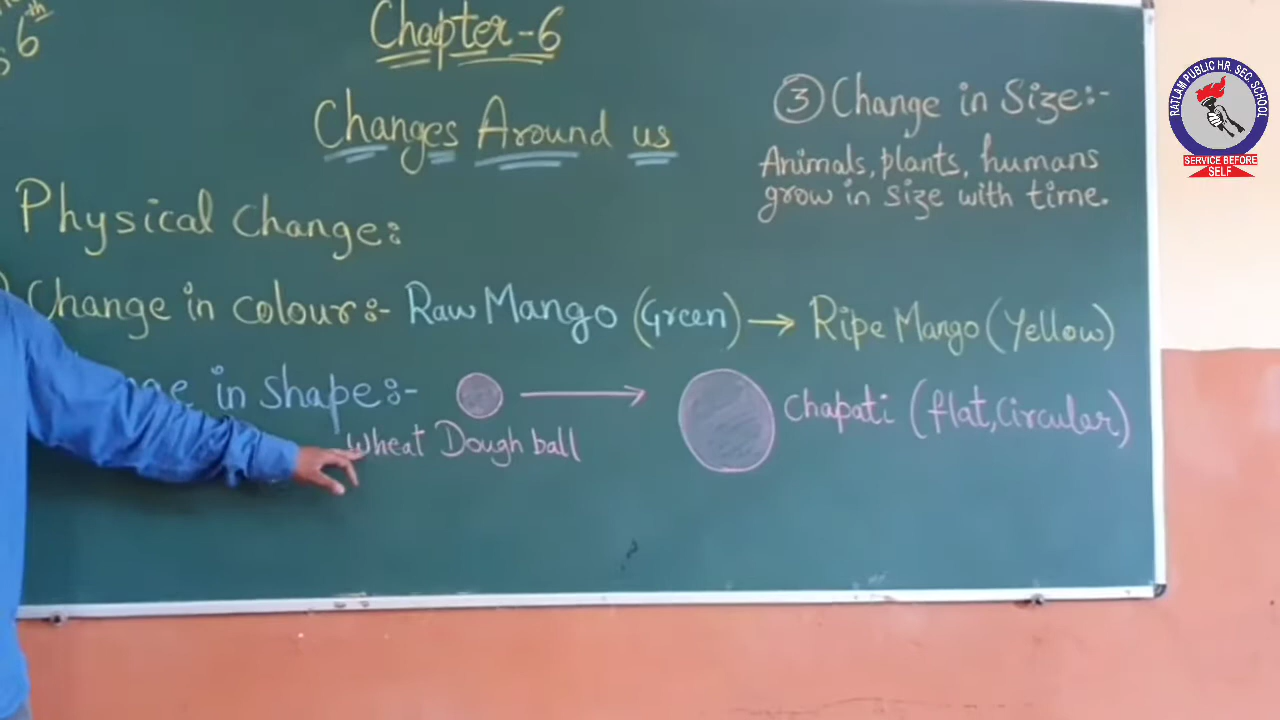 6th
Chapter-6
Changes Around us
Physical Change:
Change in colour:- Raw Mango (Green) → Ripe Mango (Yellow)
in shape:- → Chapati (flat, Circular)
Wheat Dough ball
③ Change in Size:-
Animals, plants, humans
grow in size with time.
RATLAM PUBLIC HR. SEC. SCHOOL
SERVICE BEFORE
SELF